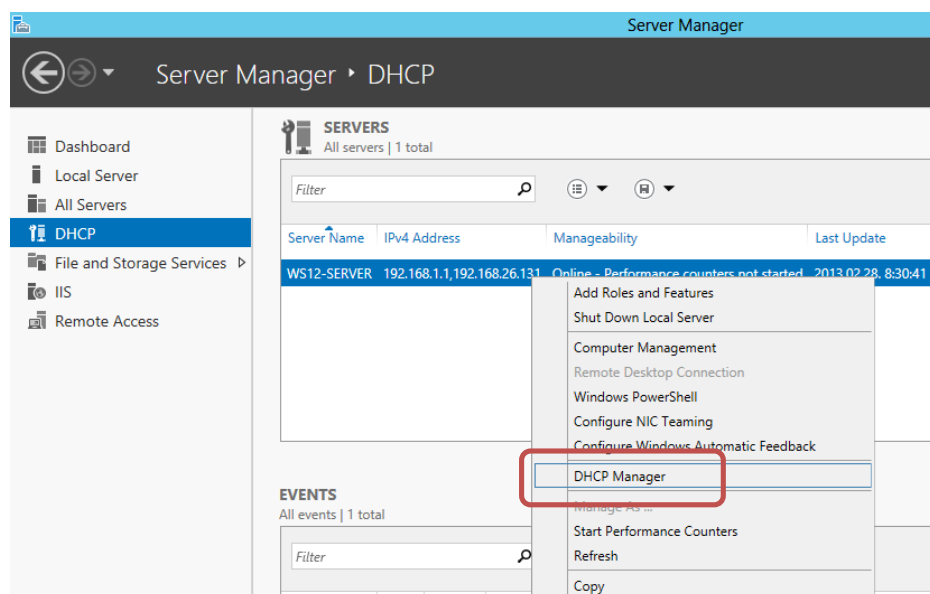 Server Manager
Server Manager ‣ DHCP
Dashboard
Local Server
All Servers
DHCP
File and Storage Services
IIS
Remote Access
SERVERS
All servers | 1 total
Filter
Server Name IPv4 Address Manageability Last Update
WS12-SERVER 192.168.1.1,192.168.26.131 Online - Performance counters not started 2013.02.28. 8:30:41
Add Roles and Features
Shut Down Local Server
Computer Management
Remote Desktop Connection
Windows PowerShell
Configure NIC Teaming
Configure Windows Automatic Feedback
DHCP Manager
Manage As ...
Start Performance Counters
Refresh
Copy
EVENTS
All events | 1 total
Filter